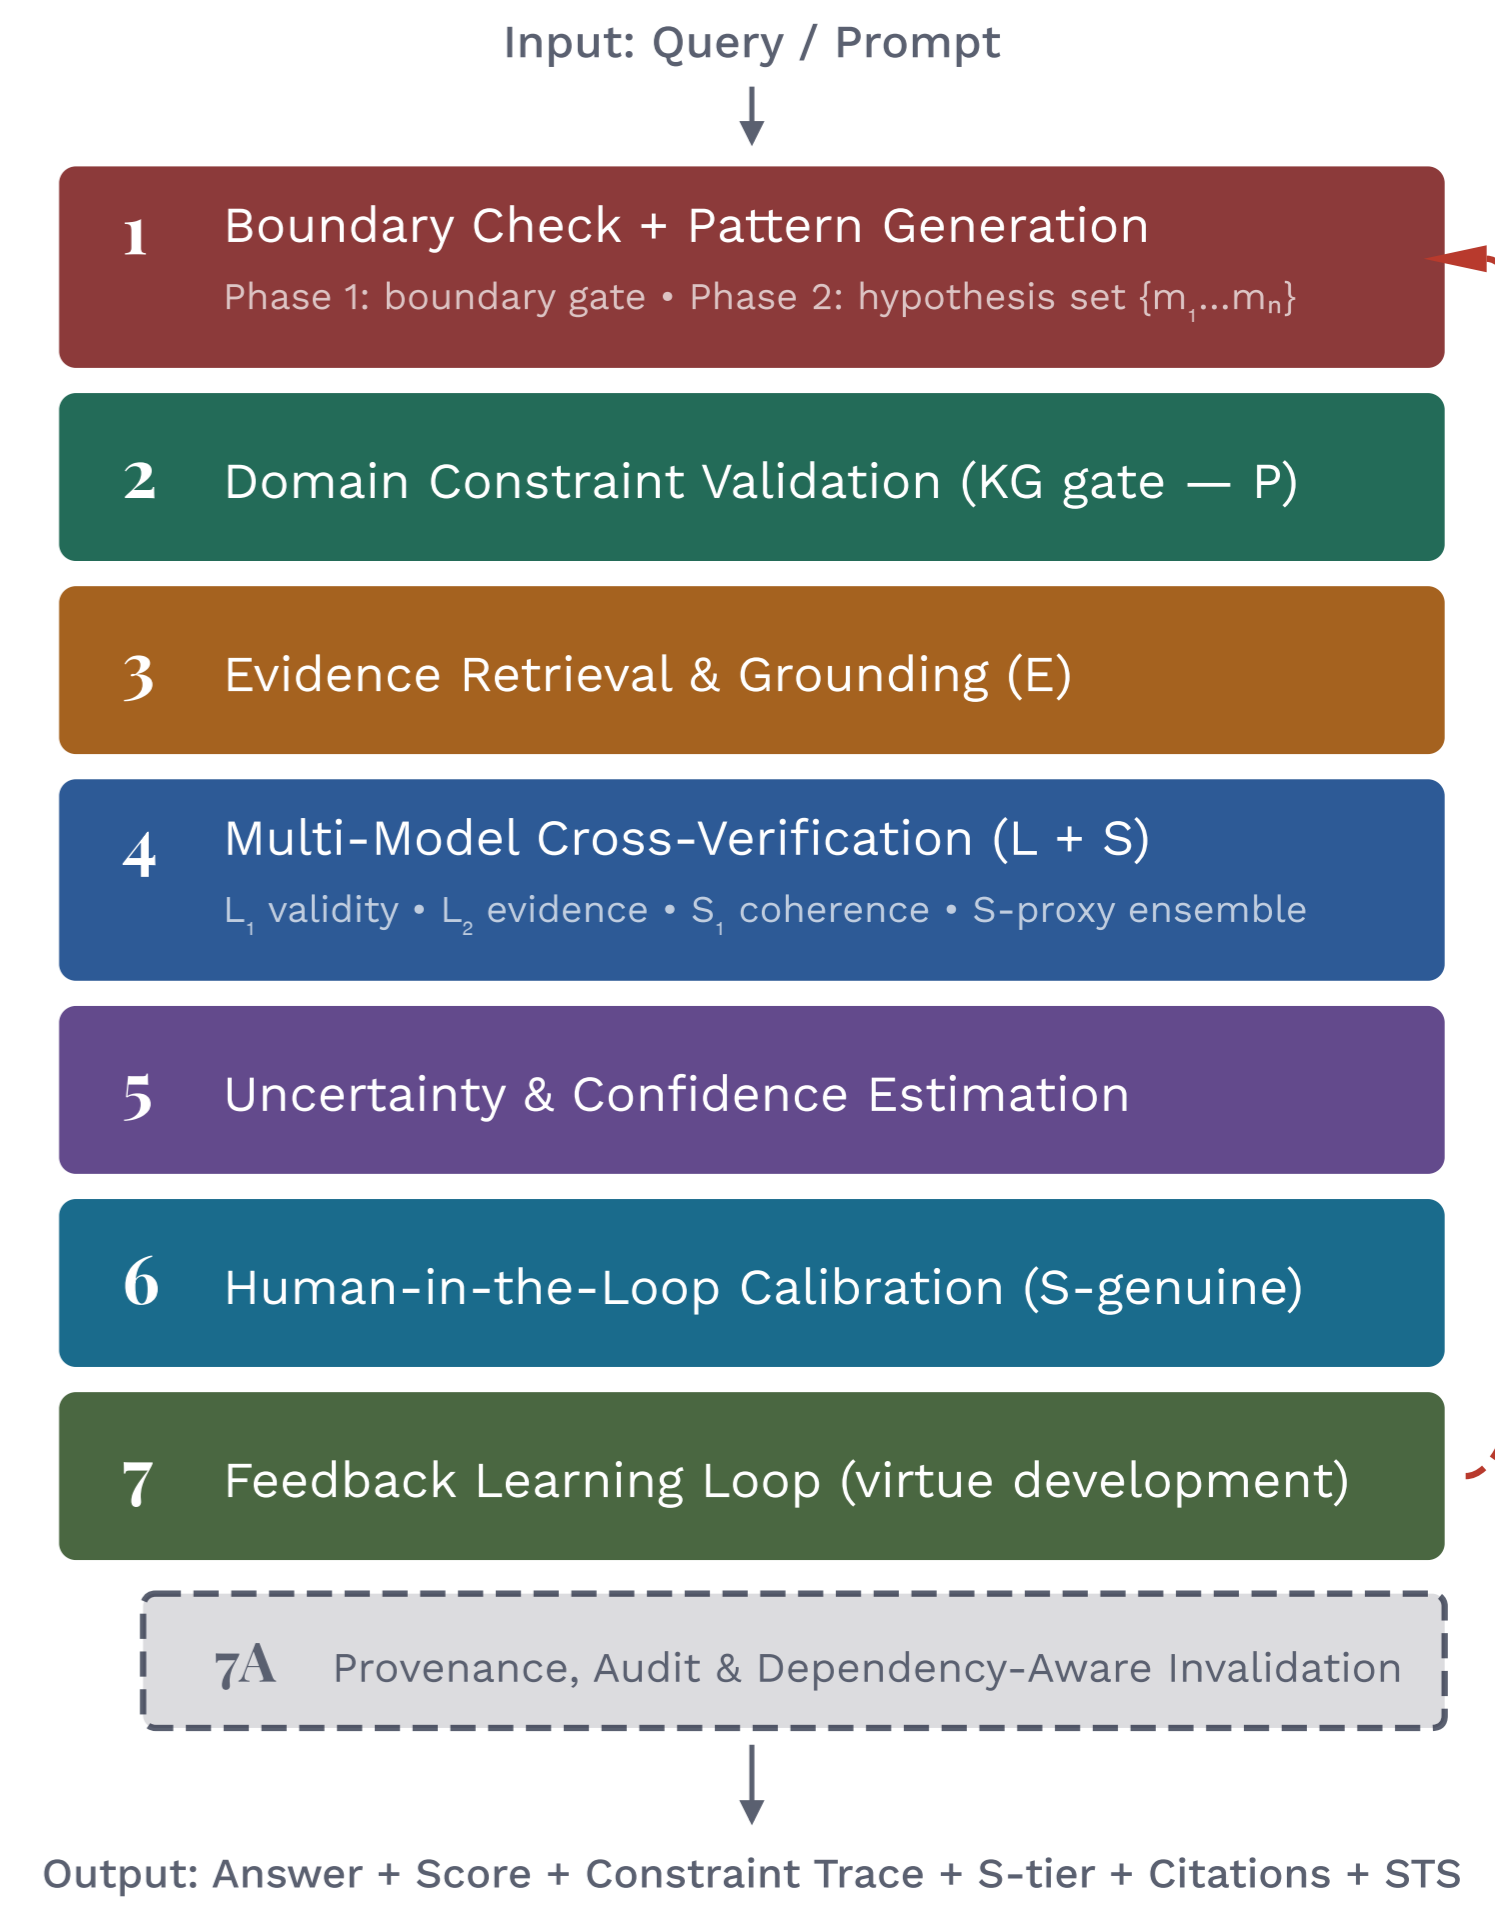 Input: Query / Prompt
1 Boundary Check + Pattern Generation
Phase 1: boundary gate • Phase 2: hypothesis set {m₁...mₙ}
2 Domain Constraint Validation (KG gate — P)
3 Evidence Retrieval & Grounding (E)
4 Multi-Model Cross-Verification (L + S)
L₁ validity • L₂ evidence • S₁ coherence • S-proxy ensemble
5 Uncertainty & Confidence Estimation
6 Human-in-the-Loop Calibration (S-genuine)
7 Feedback Learning Loop (virtue development)
7A Provenance, Audit & Dependency-Aware Invalidation
Output: Answer + Score + Constraint Trace + S-tier + Citations + STS